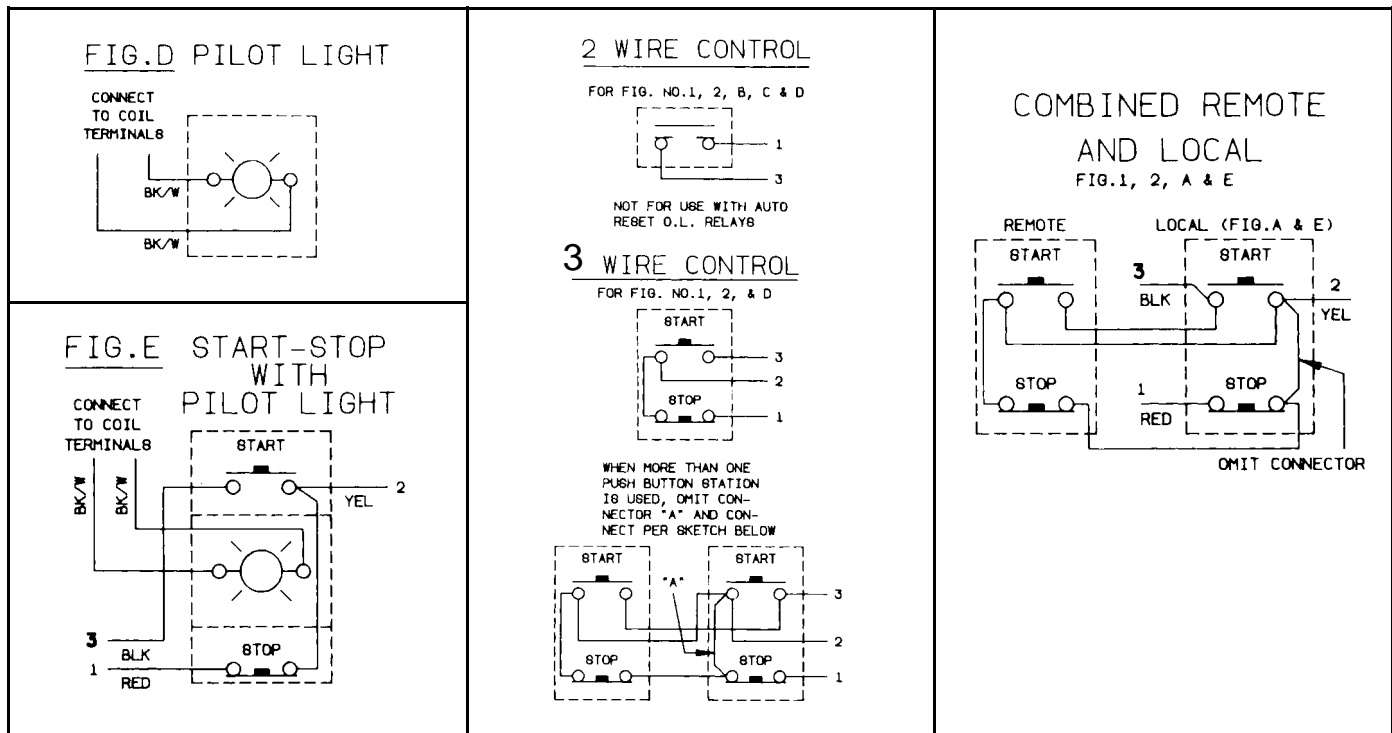 FIG.D PILOT LIGHT
CONNECT
TO COIL
TERMINALS
BK/W
BK/W
FIG.E START-STOP
WITH
PILOT LIGHT
CONNECT
TO COIL
TERMINALS
BK/W
BK/W
START
2
YEL
3
BLK
STOP
1
RED
2 WIRE CONTROL
FOR FIG. NO.1, 2, B, C & D
1
3
NOT FOR USE WITH AUTO
RESET O.L. RELAYS
3 WIRE CONTROL
FOR FIG. NO.1, 2, & D
START
3
2
STOP
1
WHEN MORE THAN ONE
PUSH BUTTON STATION
IS USED, OMIT CON-
NECTOR "A" AND CON-
NECT PER SKETCH BELOW
START
START
"A"
3
2
STOP
STOP
1
COMBINED REMOTE
AND LOCAL
FIG.1, 2, A & E
REMOTE
LOCAL (FIG.A & E)
START
START
3
BLK
2
YEL
STOP
STOP
1
RED
OMIT CONNECTOR